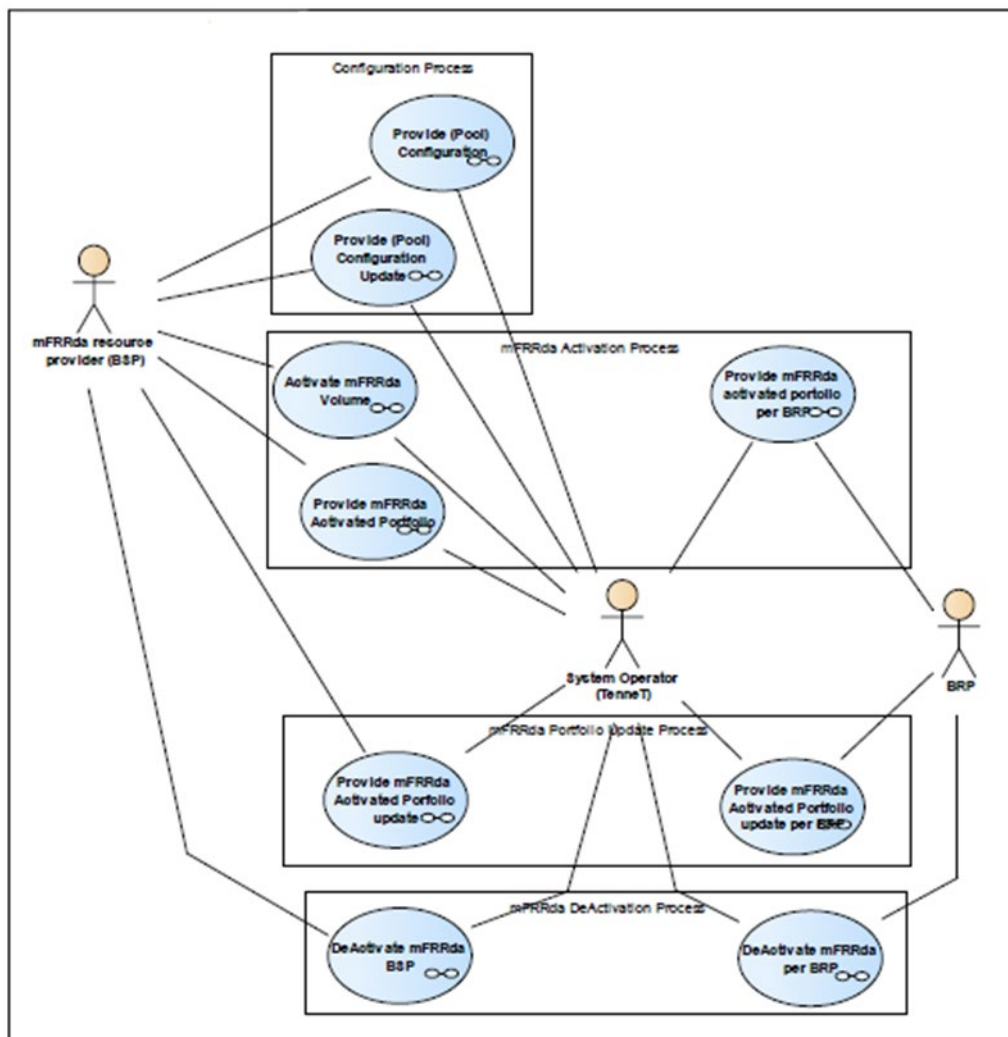 Configuration Process
Provide (Pool)
Configuration
Provide (Pool)
Configuration
Update
mFRRda resource
provider (BSP)
mFRRda Activation Process
Activate mFRRda
Volume
Provide mFRRda
activated portollo
per BRP
Provide mFRRda
Activated Portfolio
System Operator
(TenneT)
BRP
mFRRda Portfolio Update Process
Provide mFRRda
Activated Porfolio
update
Provide mFRRda
Activated Portfolio
update per BRP
mFRRda DeActivation Process
DeActivate mFRRda
BSP
DeActivate mFRRda
per BRP